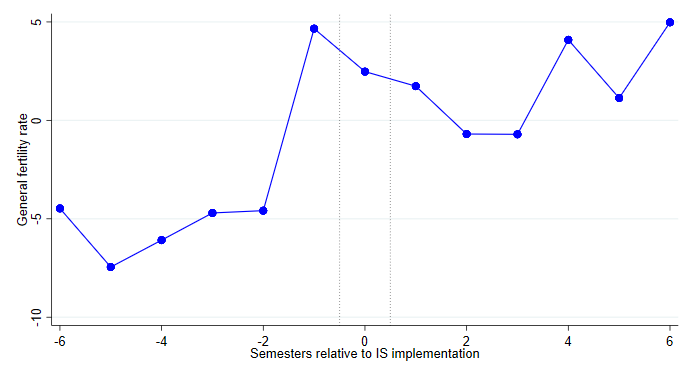 General fertility rate
5
0
-5
-10
-6 -4 -2 0 2 4 6
Semesters relative to IS implementation